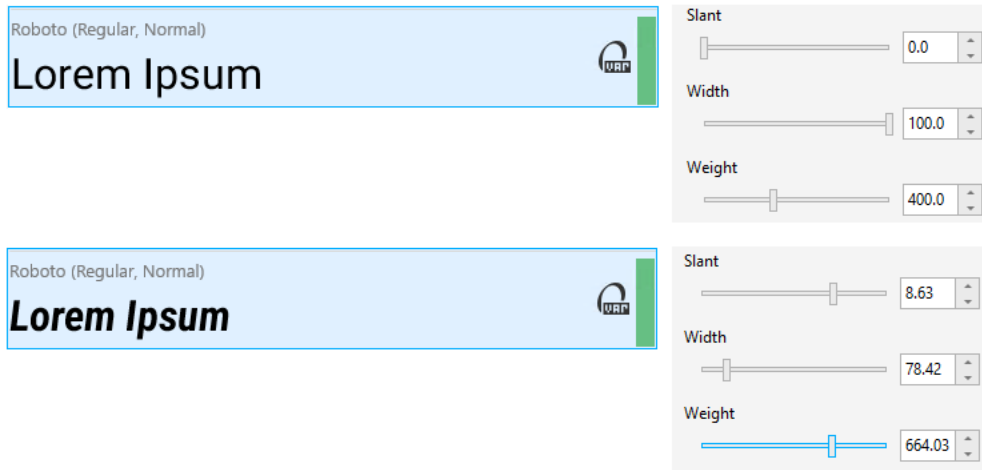 Roboto (Regular, Normal)
Lorem Ipsum
VAR
Slant
0.0
Width
100.0
Weight
400.0
Roboto (Regular, Normal)
Lorem Ipsum
VAR
Slant
8.63
Width
78.42
Weight
664.03